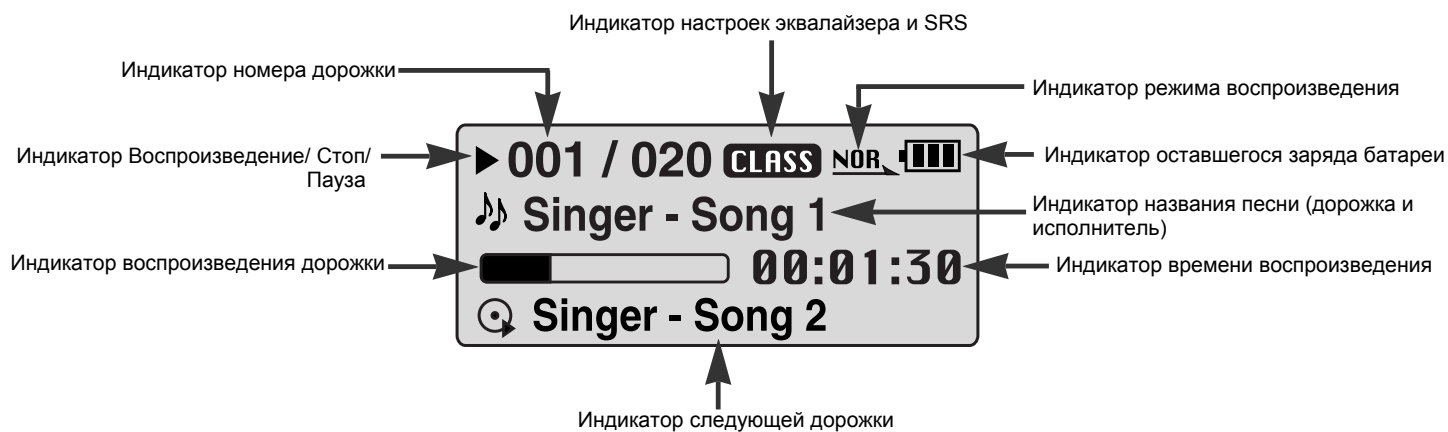 Индикатор настроек эквалайзера и SRS
Индикатор номера дорожки
Индикатор режима воспроизведения
Индикатор Воспроизведение/ Стоп/
Пауза
001 / 020 CLASS NOR
Индикатор оставшегося заряда батареи
Singer - Song 1
Индикатор названия песни (дорожка и
исполнитель)
Индикатор воспроизведения дорожки
00:01:30
Индикатор времени воспроизведения
Singer - Song 2
Индикатор следующей дорожки